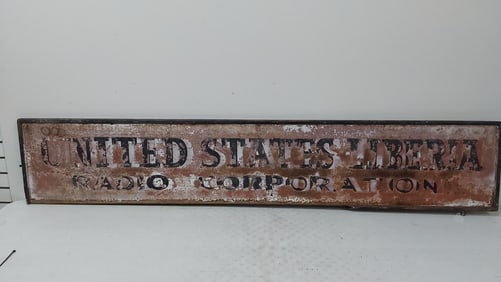 UNITED STATES-LIBERIA
RADIO CORPORATION